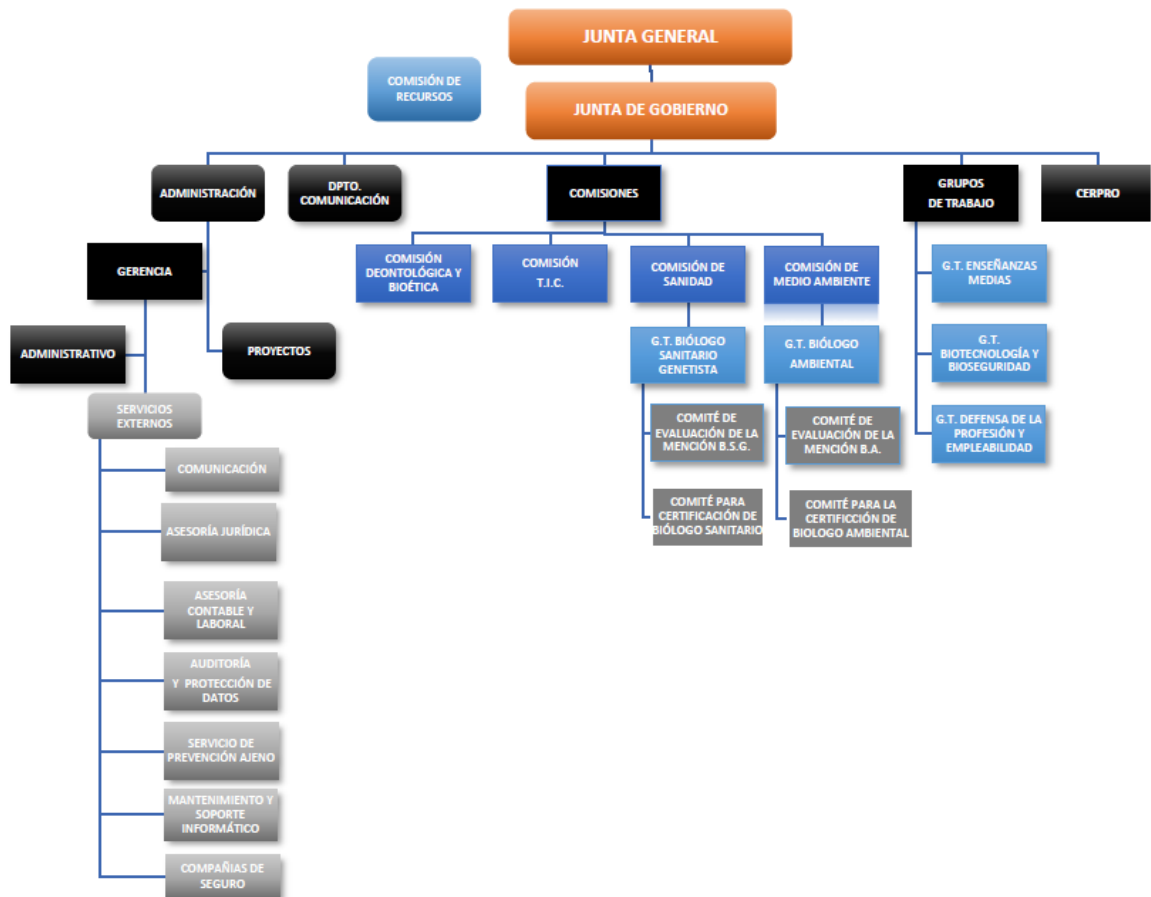 JUNTA GENERAL
COMISIÓN DE
RECURSOS
JUNTA DE GOBIERNO
ADMINISTRACIÓN
DPTO.
COMUNICACIÓN
COMISIONES
GRUPOS
DE TRABAJO
CERPRO
GERENCIA
COMISIÓN
DEONTOLÓGICA Y
BIOÉTICA
COMISIÓN
T.I.C.
COMISIÓN DE
SANIDAD
COMISIÓN DE
MEDIO AMBIENTE
G.T. ENSEÑANZAS
MEDIAS
ADMINISTRATIVO
PROYECTOS
G.T. BIÓLOGO
SANITARIO
GENETISTA
G.T. BIÓLOGO
AMBIENTAL
G.T.
BIOTECNOLOGÍA Y
BIOSEGURIDAD
SERVICIOS
EXTERNOS
COMITÉ DE
EVALUACIÓN DE LA
MENCIÓN B.S.G.
COMITÉ DE
EVALUACIÓN DE LA
MENCIÓN B.A.
G.T. DEFENSA DE LA
PROFESIÓN Y
EMPLEABILIDAD
COMUNICACIÓN
COMITÉ PARA
CERTIFICACIÓN DE
BIÓLOGO SANITARIO
COMITÉ PARA LA
CERTIFICCIÓN DE
BIOLOGO AMBIENTAL
ASESORÍA JURÍDICA
ASESORÍA
CONTABLE Y
LABORAL
AUDITORÍA
Y PROTECCIÓN DE
DATOS
SERVICIO DE
PREVENCIÓN AJENO
MANTENIMIENTO Y
SOPORTE
INFORMÁTICO
COMPAÑIAS DE
SEGURO